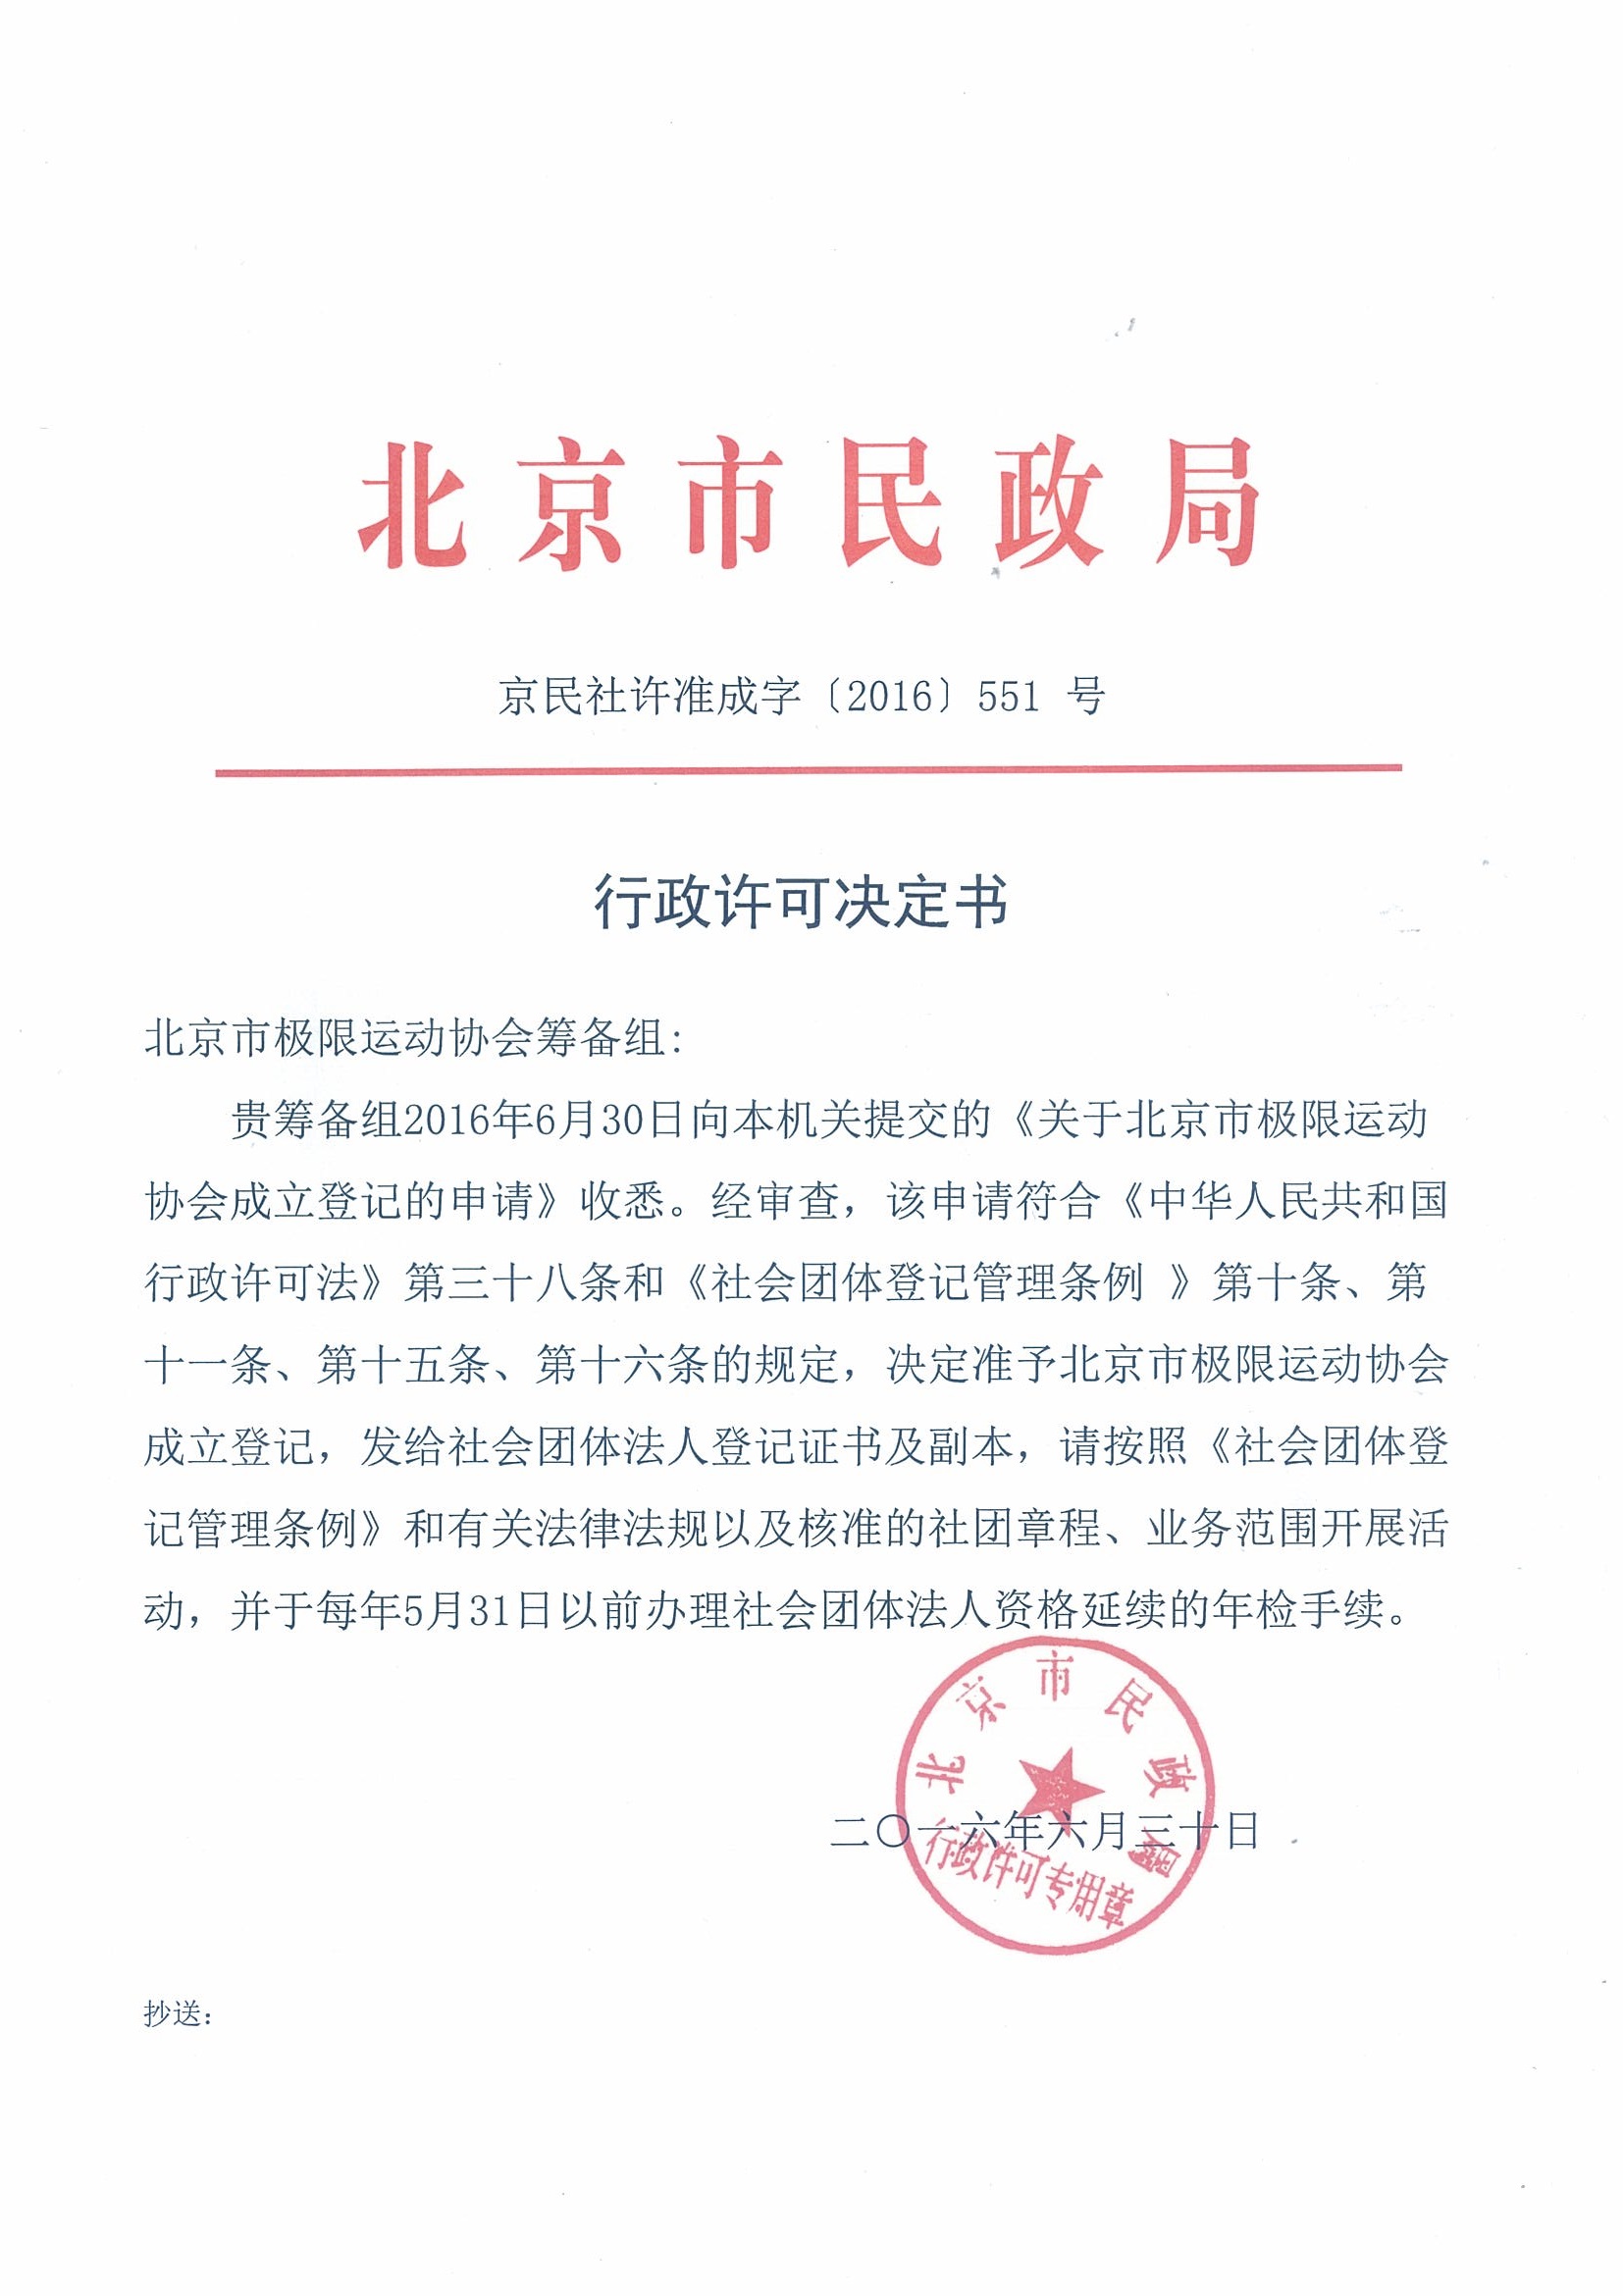 北京市民政局
京民社许准成字〔2016〕551 号
行政许可决定书
北京市极限运动协会筹备组:
贵筹备组2016年6月30日向本机关提交的《关于北京市极限运动
协会成立登记的申请》收悉。经审查，该申请符合《中华人民共和国
行政许可法》第三十八条和《社会团体登记管理条例 》第十条、第
十一条、第十五条、第十六条的规定，决定准予北京市极限运动协会
成立登记，发给社会团体法人登记证书及副本，请按照《社会团体登
记管理条例》和有关法律法规以及核准的社团章程、业务范围开展活
动，并于每年5月31日以前办理社会团体法人资格延续的年检手续。
北京市民政局
二〇一六年六月三十日
行政许可专用章
抄送: